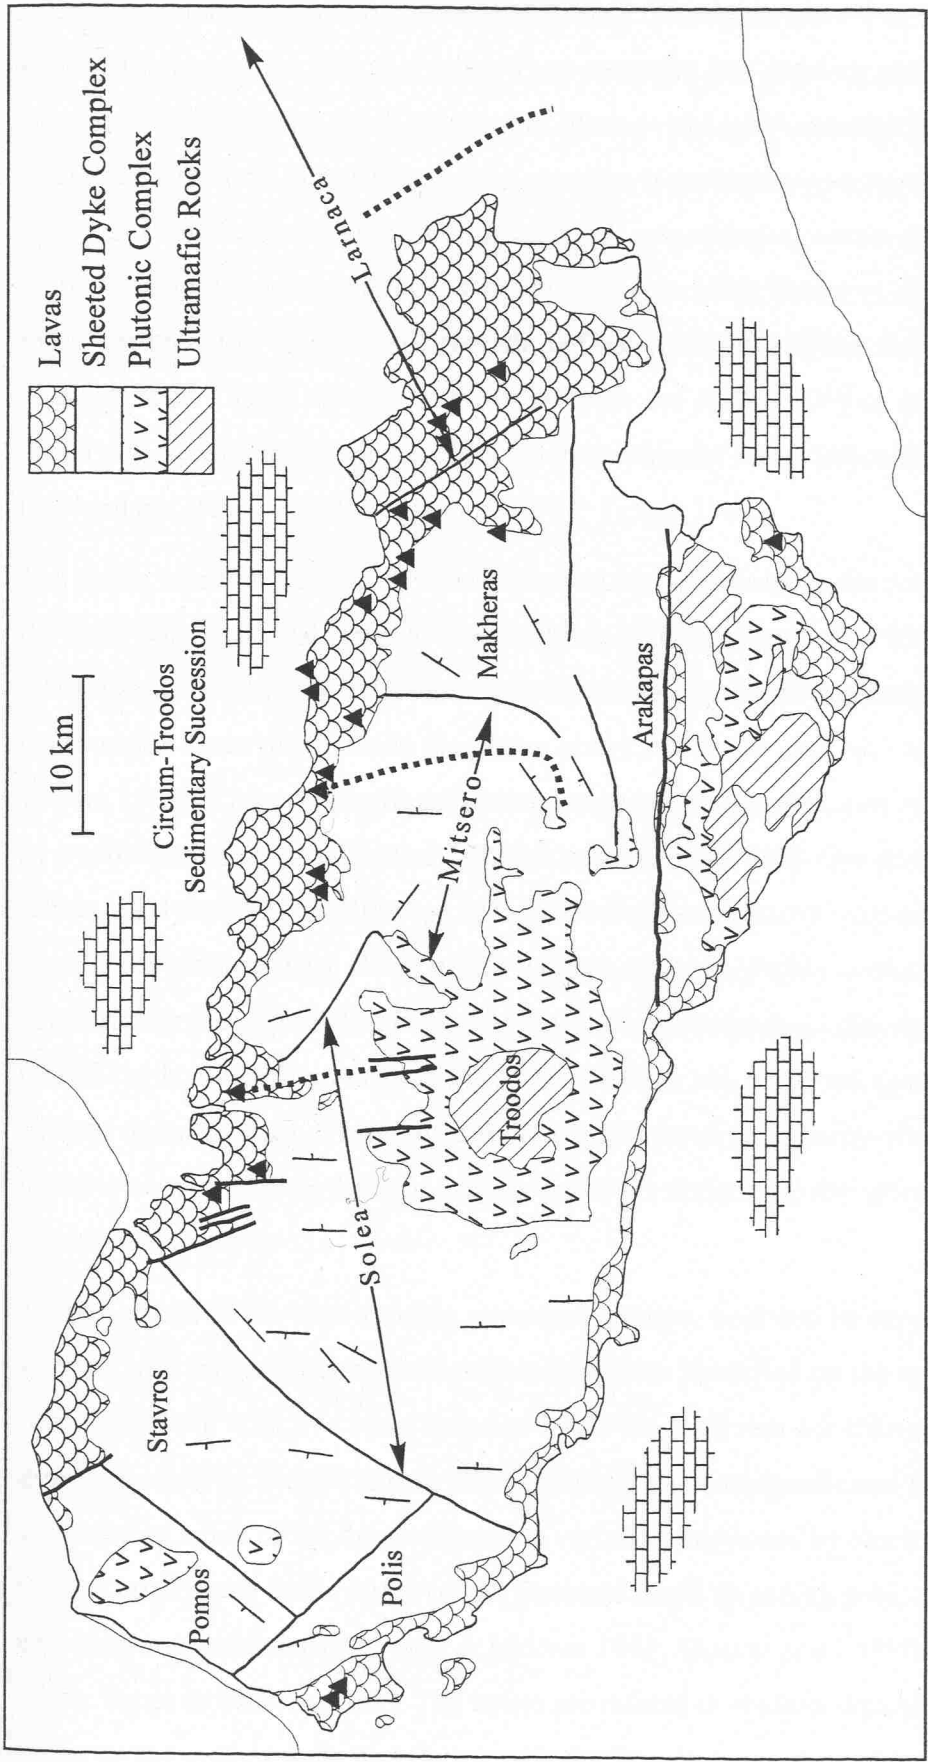 Lavas
Sheeted Dyke Complex
Plutonic Complex
Ultramafic Rocks
10 km
Circum-Troodos
Sedimentary Succession
Larnaca
Makheras
Mitsero
Arakapas
Troodos
Solea
Stavros
Pomos
Polis